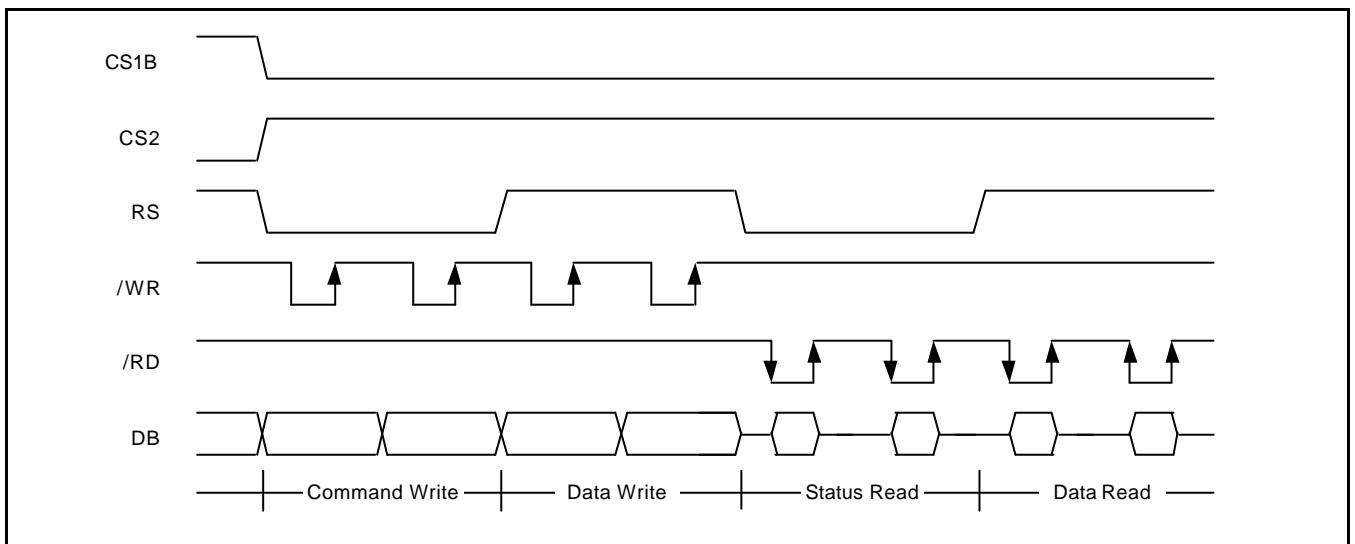 CS1B
CS2
RS
/WR
/RD
DB
Command Write Data Write Status Read Data Read